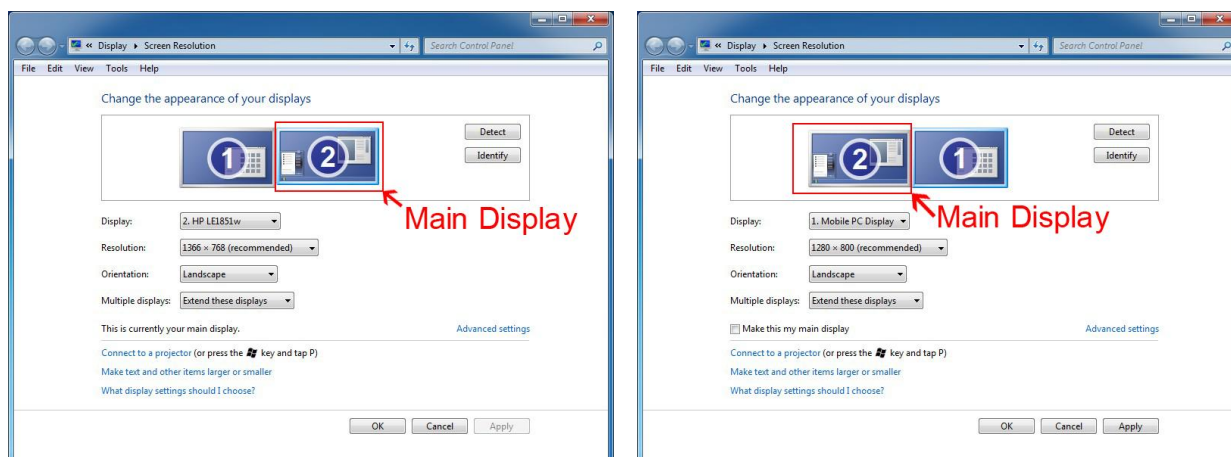 « Display ▸ Screen Resolution
Search Control Panel
File Edit View Tools Help
Change the appearance of your displays
1
2
Detect
Identify
Main Display
Display: 2. HP LE1851w
Resolution: 1366 × 768 (recommended)
Orientation: Landscape
Multiple displays: Extend these displays
This is currently your main display.
Advanced settings
Connect to a projector (or press the key and tap P)
Make text and other items larger or smaller
What display settings should I choose?
OK Cancel Apply
« Display ▸ Screen Resolution
Search Control Panel
File Edit View Tools Help
Change the appearance of your displays
2
1
Detect
Identify
Main Display
Display: 1. Mobile PC Display
Resolution: 1280 × 800 (recommended)
Orientation: Landscape
Multiple displays: Extend these displays
Make this my main display
Advanced settings
Connect to a projector (or press the key and tap P)
Make text and other items larger or smaller
What display settings should I choose?
OK Cancel Apply